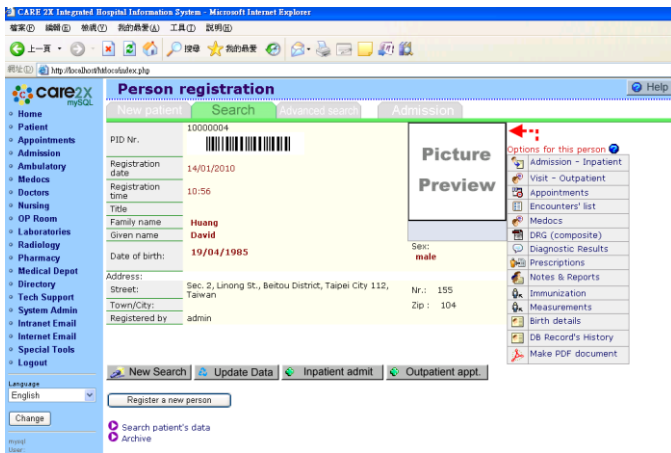 CARE 2X Integrated Hospital Information System - Microsoft Internet Explorer
檔案(F) 編輯(E) 檢視(V) 我的最愛(A) 工具(T) 說明(H)
上一頁 搜尋 我的最愛
網址(D) http://localhost/htdocs/index.php
care2x
mySQL
Home
Patient
Appointments
Admission
Ambulatory
Medocs
Doctors
Nursing
OP Room
Laboratories
Radiology
Pharmacy
Medical Depot
Directory
Tech Support
System Admin
Intranet Email
Internet Email
Special Tools
Logout
Language
English
Change
mysql
User:
Person registration
Help
New patient Search Advanced search Admission
PID Nr. 10000004
Registration date 14/01/2010
Registration time 10:56
Title
Family name Huang
Given name David
Date of birth: 19/04/1985 Sex: male
Address:
Street: Sec. 2, Linong St., Beitou District, Taipei City 112, Taiwan Nr.: 155
Town/City: Zip : 104
Registered by admin
Picture
Preview
Options for this person
Admission - Inpatient
Visit - Outpatient
Appointments
Encounters' list
Medocs
DRG (composite)
Diagnostic Results
Prescriptions
Notes & Reports
Immunization
Measurements
Birth details
DB Record's History
Make PDF document
New Search Update Data Inpatient admit Outpatient appt.
Register a new person
Search patient's data
Archive